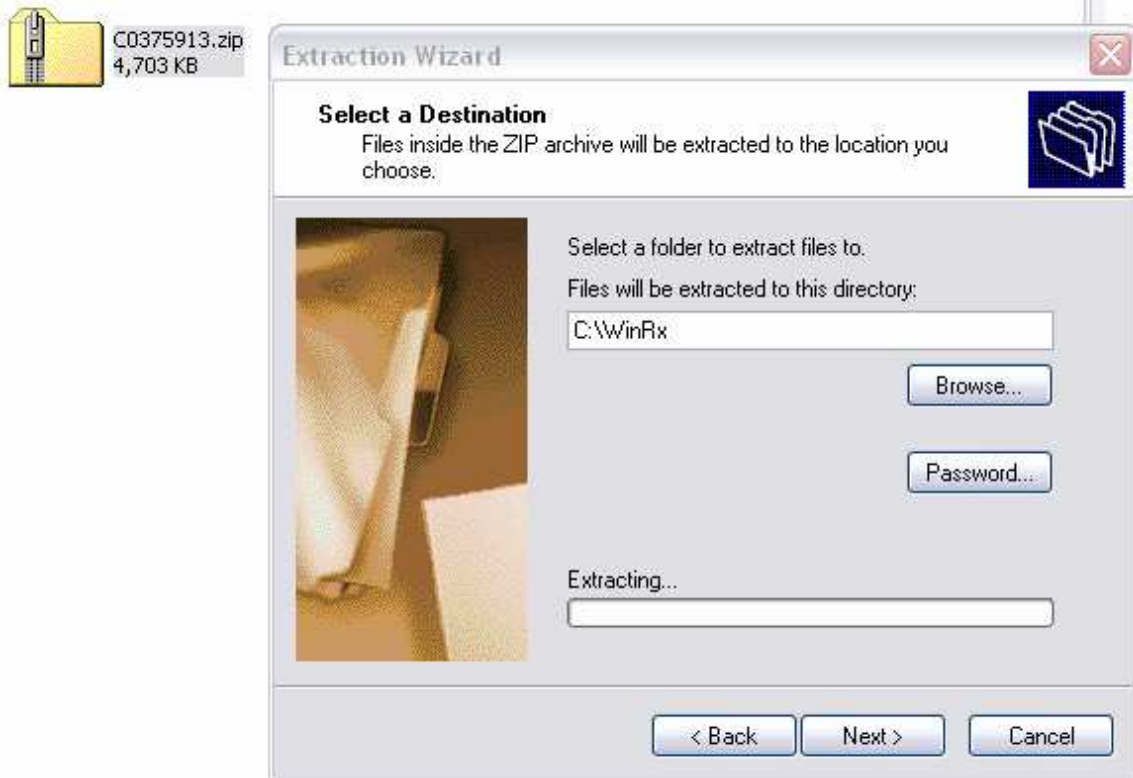 C0375913.zip
4,703 KB
Extraction Wizard
Select a Destination
Files inside the ZIP archive will be extracted to the location you
choose.
Select a folder to extract files to.
Files will be extracted to this directory:
C:\WinRx
Browse...
Password...
Extracting...
< Back
Next >
Cancel